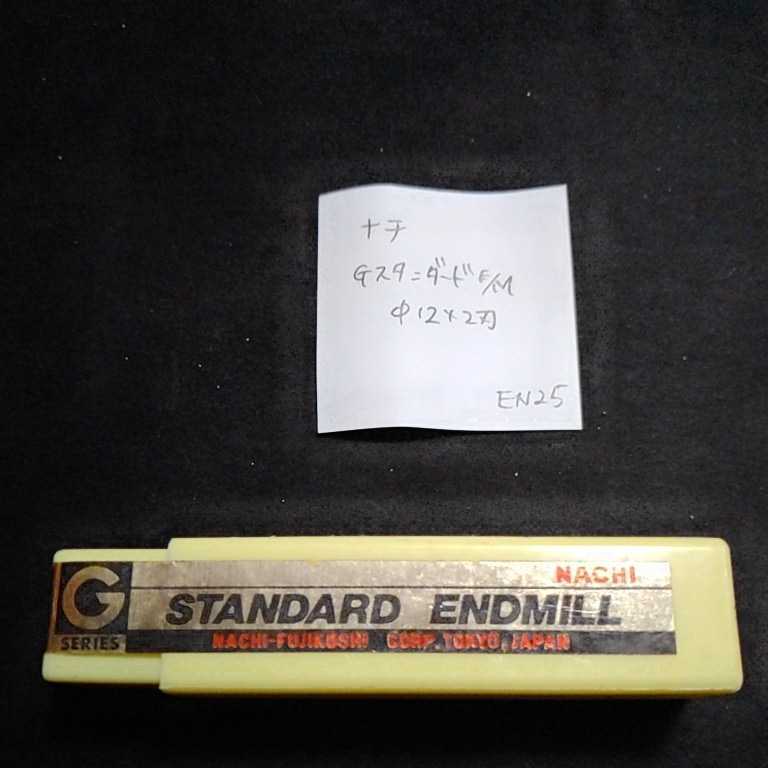 ナチ
Gスタンダード E/M
φ12×2刃
EN25
G
SERIES
NACHI
STANDARD ENDMILL
NACHI-FUJIKOSHI CORP. TOKYO, JAPAN